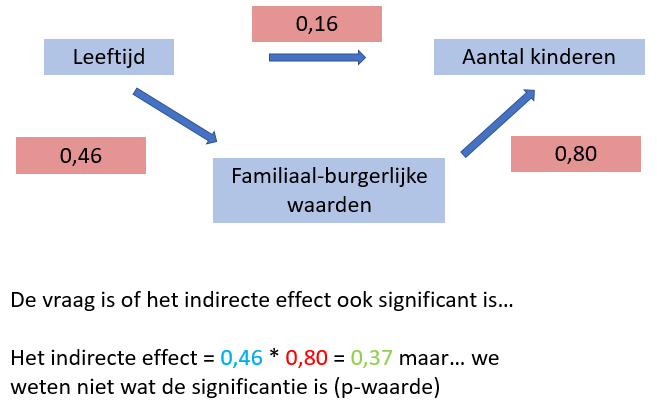 0,16
Leeftijd
Aantal kinderen
0,46
0,80
Familiaal-burgerlijke
waarden
De vraag is of het indirecte effect ook significant is…
Het indirecte effect = 0,46 * 0,80 = 0,37 maar… we
weten niet wat de significantie is (p-waarde)